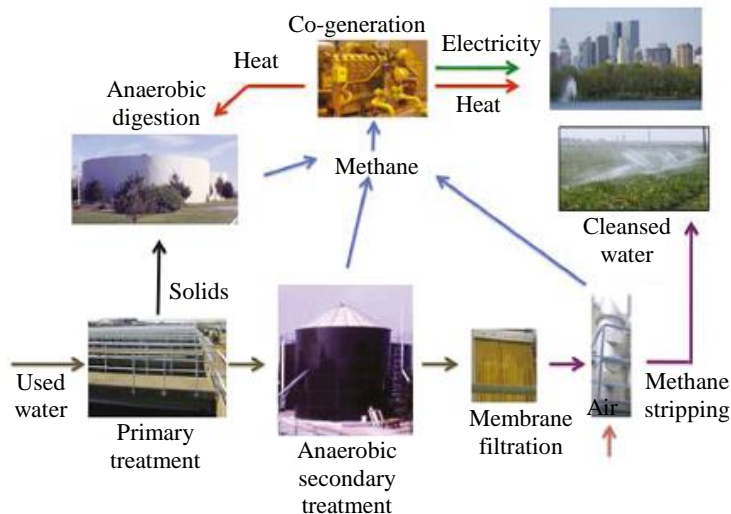 Co-generation
Electricity
Heat
Heat
Anaerobic
digestion
Methane
Cleansed
water
Solids
Used
water
Primary
treatment
Anaerobic
secondary
treatment
Membrane
filtration
Air
Methane
stripping